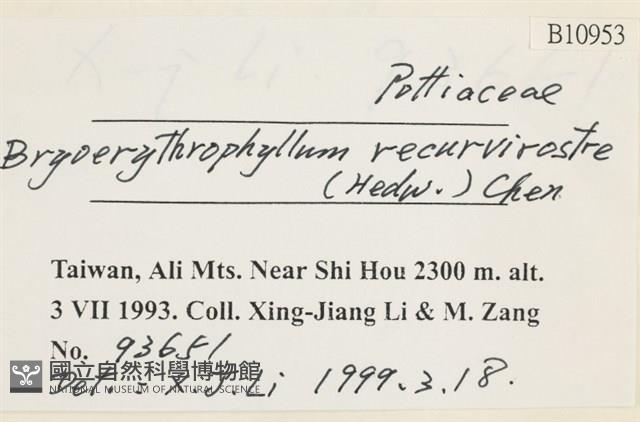 B10953
Pottiaceae
Bryoerythrophyllum recurvirostre
(Hedw.) Chen
Taiwan, Ali Mts. Near Shi Hou 2300 m. alt.
3 VII 1993. Coll. Xing-Jiang Li & M. Zang
No. 93651
國立自然科學博物館
NATIONAL MUSEUM OF NATURAL SCIENCE
Det. X-J. Li 1999.3.18.